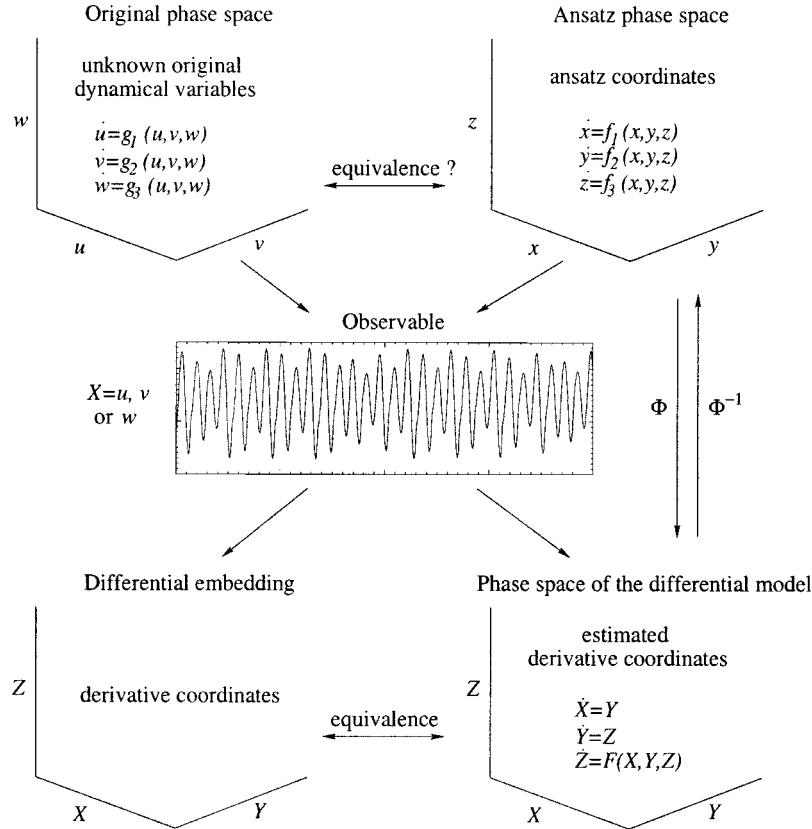 Original phase space
unknown original
dynamical variables
w
u̇=g₁ (u,v,w)
v̇=g₂ (u,v,w)
ẇ=g₃ (u,v,w)
u
v
equivalence ?
Ansatz phase space
ansatz coordinates
z
ẋ=f₁ (x,y,z)
ẏ=f₂ (x,y,z)
ż=f₃ (x,y,z)
x
y
Observable
X=u, v
or w
Φ
Φ⁻¹
Differential embedding
Z
derivative coordinates
X
Y
equivalence
Phase space of the differential model
estimated
derivative coordinates
Z
Ẋ=Y
Ẏ=Z
Ż=F(X,Y,Z)
X
Y